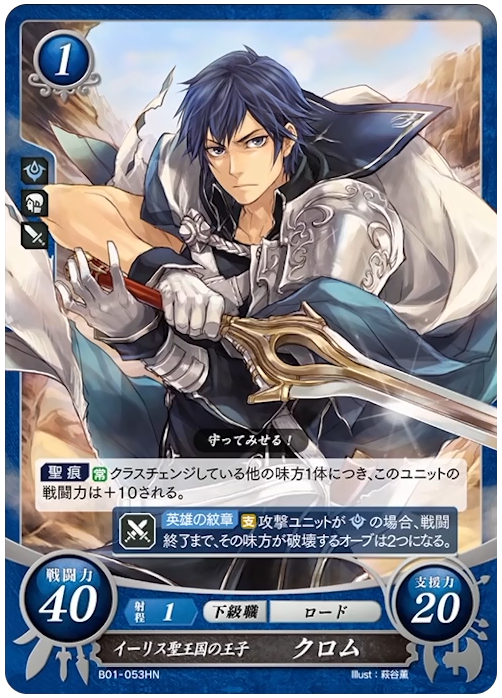 1
守ってみせる！
聖痕 常 クラスチェンジしている他の味方1体につき、このユニットの
戦闘力は＋10される。
英雄の紋章 支 攻撃ユニットが の場合、戦闘
終了まで、その味方が破壊するオーブは2つになる。
戦闘力
40
射程 1
下級職
ロード
支援力
20
イーリス聖王国の王子 クロム
B01-053HN
Illust：萩谷薫